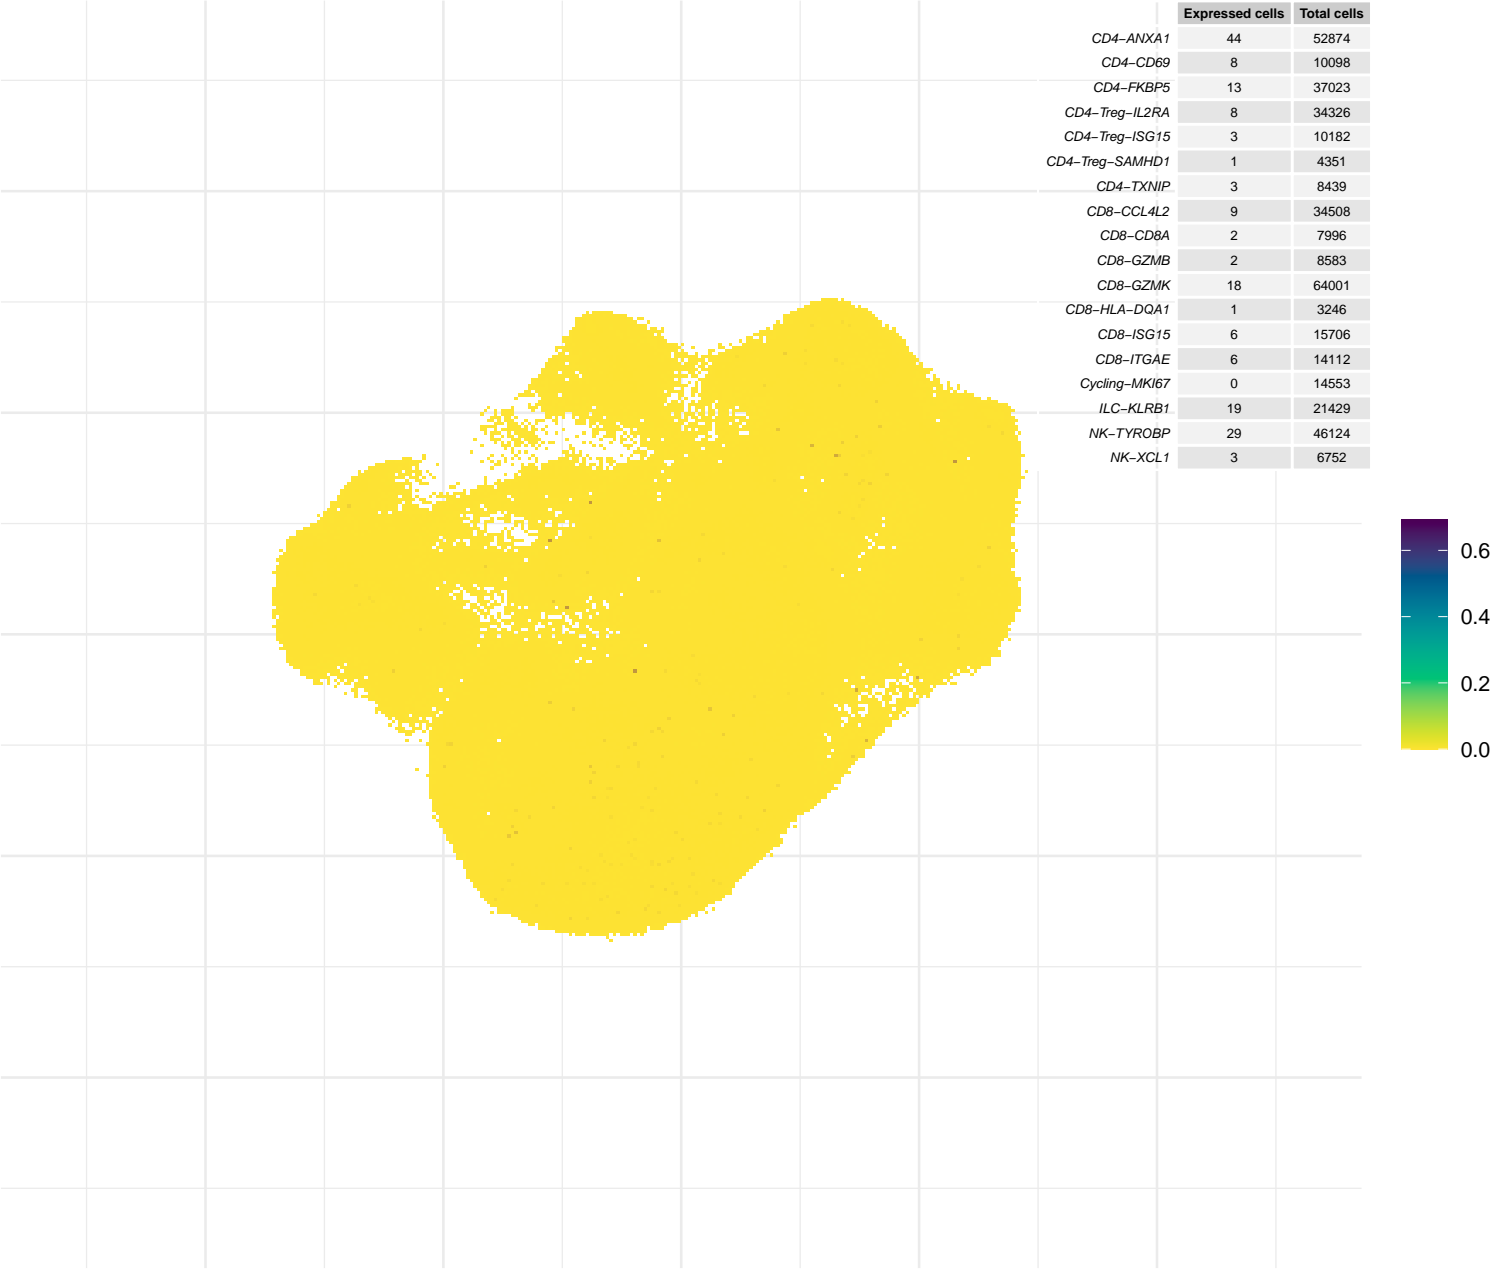 Expressed cells Total cells
CD4−ANXA1 44 52874
CD4−CD69 8 10098
CD4−FKBP5 13 37023
CD4−Treg−IL2RA 8 34326
CD4−Treg−ISG15 3 10182
CD4−Treg−SAMHD1 1 4351
CD4−TXNIP 3 8439
CD8−CCL4L2 9 34508
CD8−CD8A 2 7996
CD8−GZMB 2 8583
CD8−GZMK 18 64001
CD8−HLA−DQA1 1 3246
CD8−ISG15 6 15706
CD8−ITGAE 6 14112
Cycling−MKI67 0 14553
ILC−KLRB1 19 21429
NK−TYROBP 29 46124
NK−XCL1 3 6752
0.6
0.4
0.2
0.0